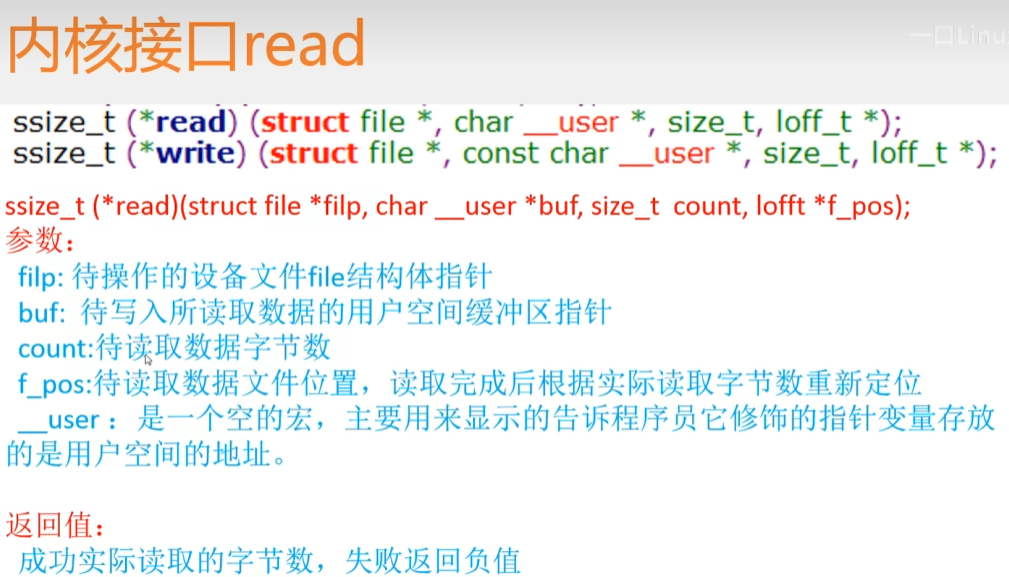 内核接口read
一口Linu
ssize_t (*read) (struct file *, char __user *, size_t, loff_t *);
ssize_t (*write) (struct file *, const char __user *, size_t, loff_t *);
ssize_t (*read)(struct file *filp, char __user *buf, size_t count, lofft *f_pos);
参数：
filp: 待操作的设备文件file结构体指针
buf: 待写入所读取数据的用户空间缓冲区指针
count:待读取数据字节数
f_pos:待读取数据文件位置，读取完成后根据实际读取字节数重新定位
__user ：是一个空的宏，主要用来显示的告诉程序员它修饰的指针变量存放
的是用户空间的地址。
返回值：
成功实际读取的字节数，失败返回负值